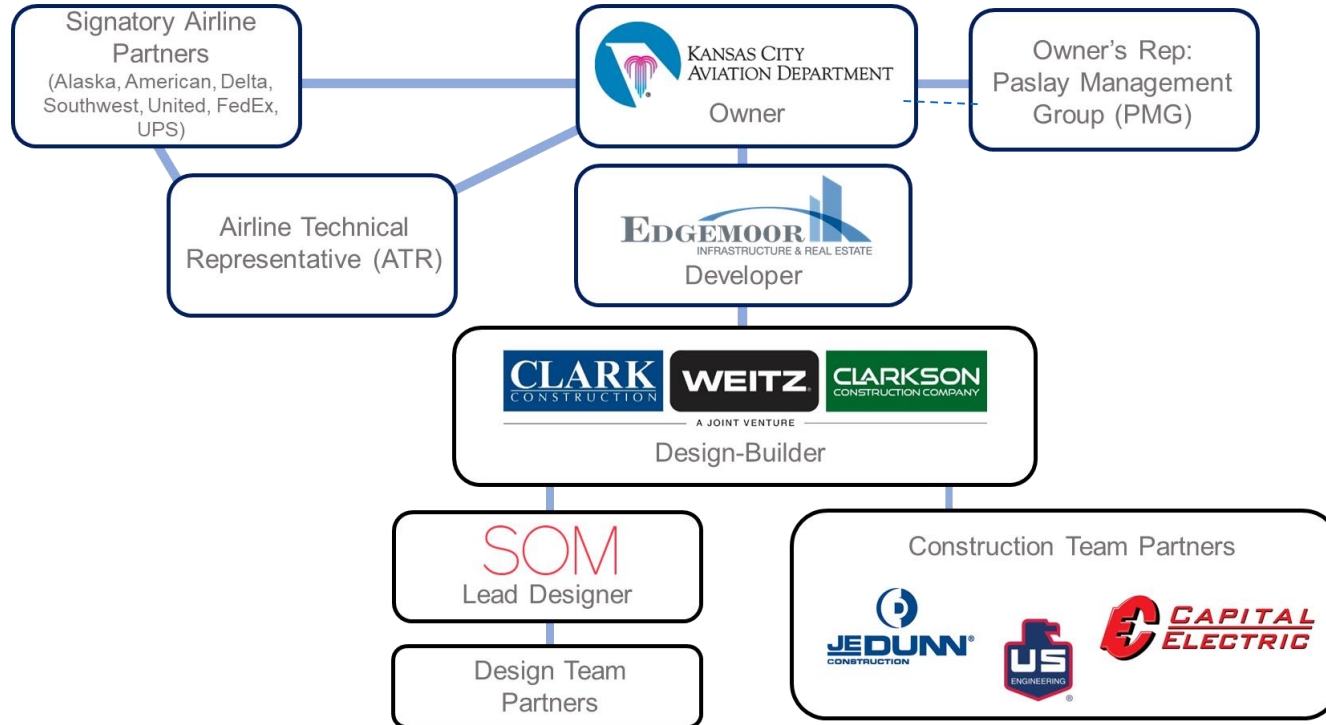 Signatory Airline
Partners
(Alaska, American, Delta,
Southwest, United, FedEx,
UPS)
KANSAS CITY
AVIATION DEPARTMENT
®
Owner
Owner's Rep:
Paslay Management
Group (PMG)
Airline Technical
Representative (ATR)
EDGEMOOR
INFRASTRUCTURE & REAL ESTATE
Developer
CLARK
CONSTRUCTION
WEITZ®
CLARKSON
CONSTRUCTION COMPANY
A JOINT VENTURE
Design-Builder
SOM
Lead Designer
Design Team
Partners
Construction Team Partners
JEDUNN®
CONSTRUCTION
US
ENGINEERING
®
CAPITAL
ELECTRIC